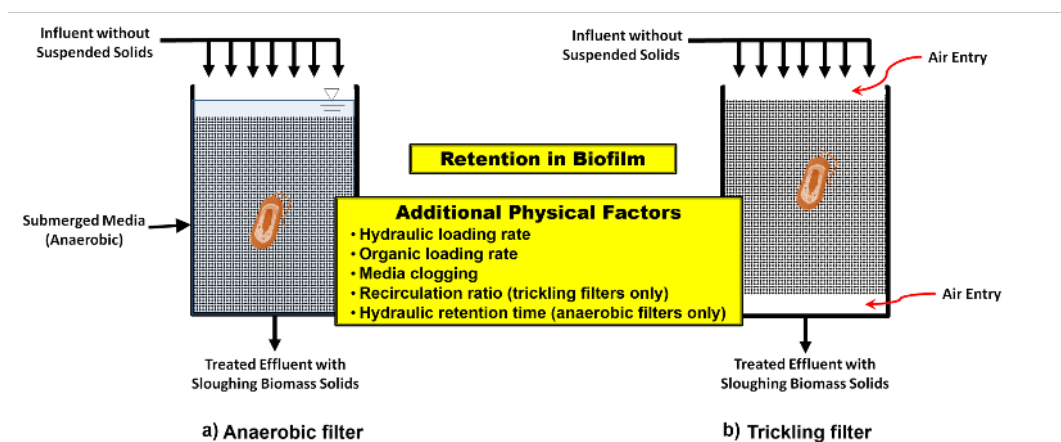 Influent without
Suspended Solids
Submerged Media
(Anaerobic)
Treated Effluent with
Sloughing Biomass Solids
a) Anaerobic filter
Retention in Biofilm
Additional Physical Factors
• Hydraulic loading rate
• Organic loading rate
• Media clogging
• Recirculation ratio (trickling filters only)
• Hydraulic retention time (anaerobic filters only)
Influent without
Suspended Solids
Air Entry
Air Entry
Treated Effluent with
Sloughing Biomass Solids
b) Trickling filter